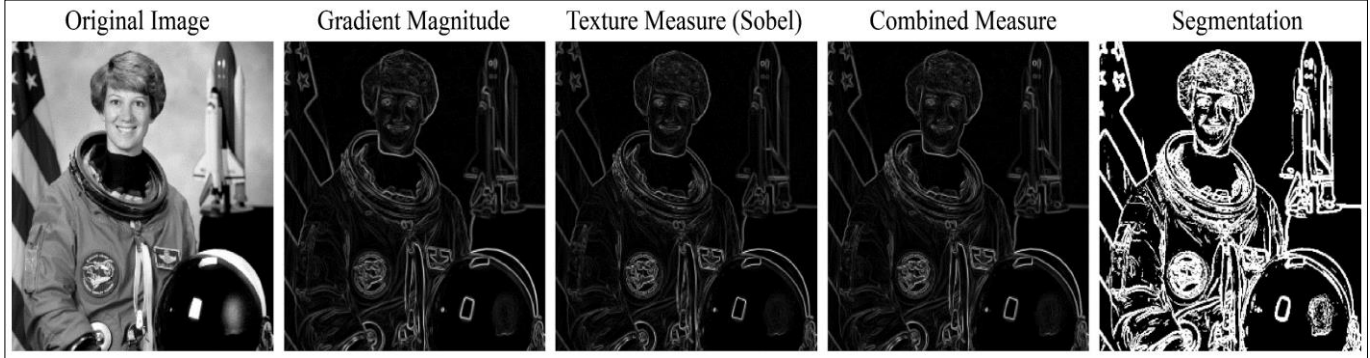 Original Image
Gradient Magnitude
Texture Measure (Sobel)
Combined Measure
Segmentation